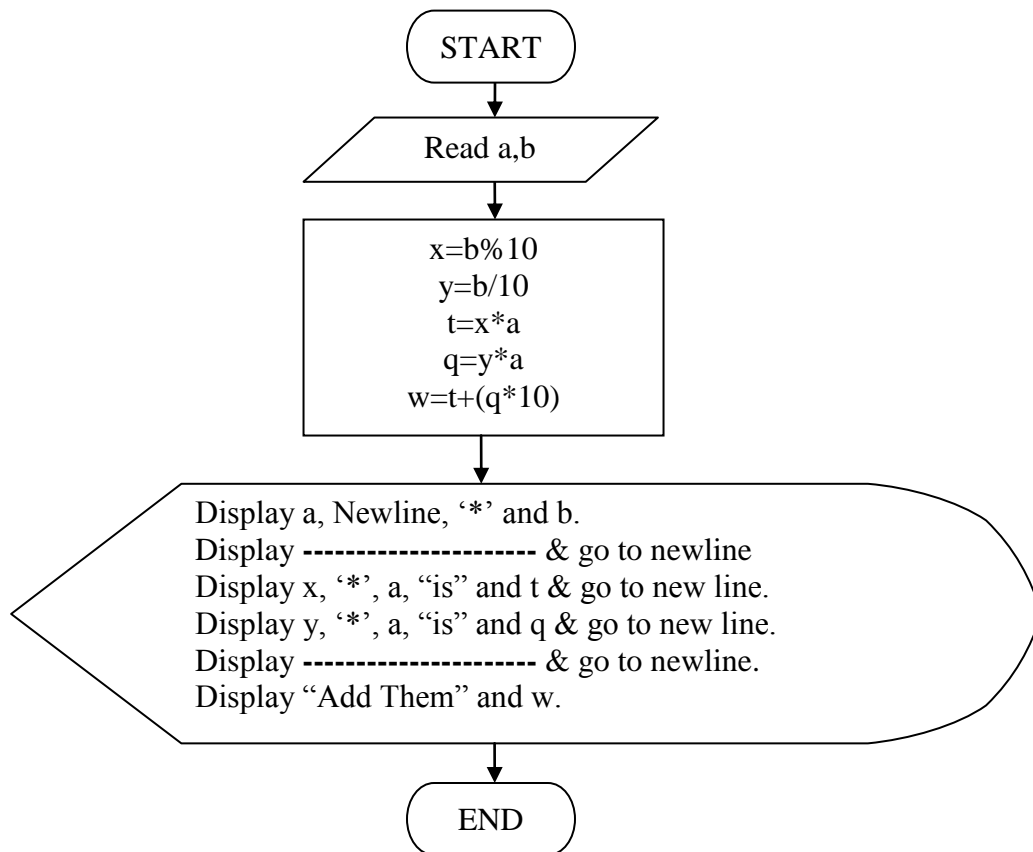 START
Read a,b
x=b%10
y=b/10
t=x*a
q=y*a
w=t+(q*10)
Display a, Newline, ‘*’ and b.
Display ---------------------- & go to newline
Display x, ‘*’, a, “is” and t & go to new line.
Display y, ‘*’, a, “is” and q & go to new line.
Display ---------------------- & go to newline.
Display “Add Them” and w.
END